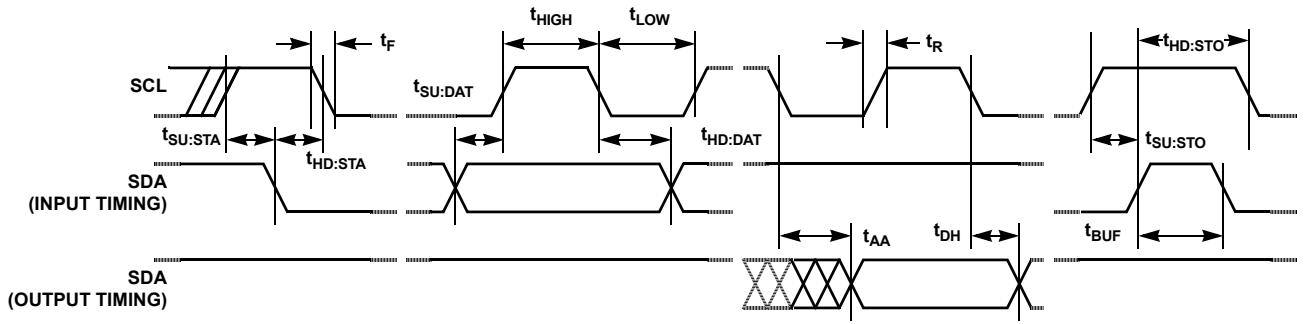 tHIGH
tLOW
tF
tR
tHD:STO
SCL
tSU:DAT
tSU:STA
tHD:STA
tHD:DAT
tSU:STO
SDA
(INPUT TIMING)
tAA
tDH
tBUF
SDA
(OUTPUT TIMING)